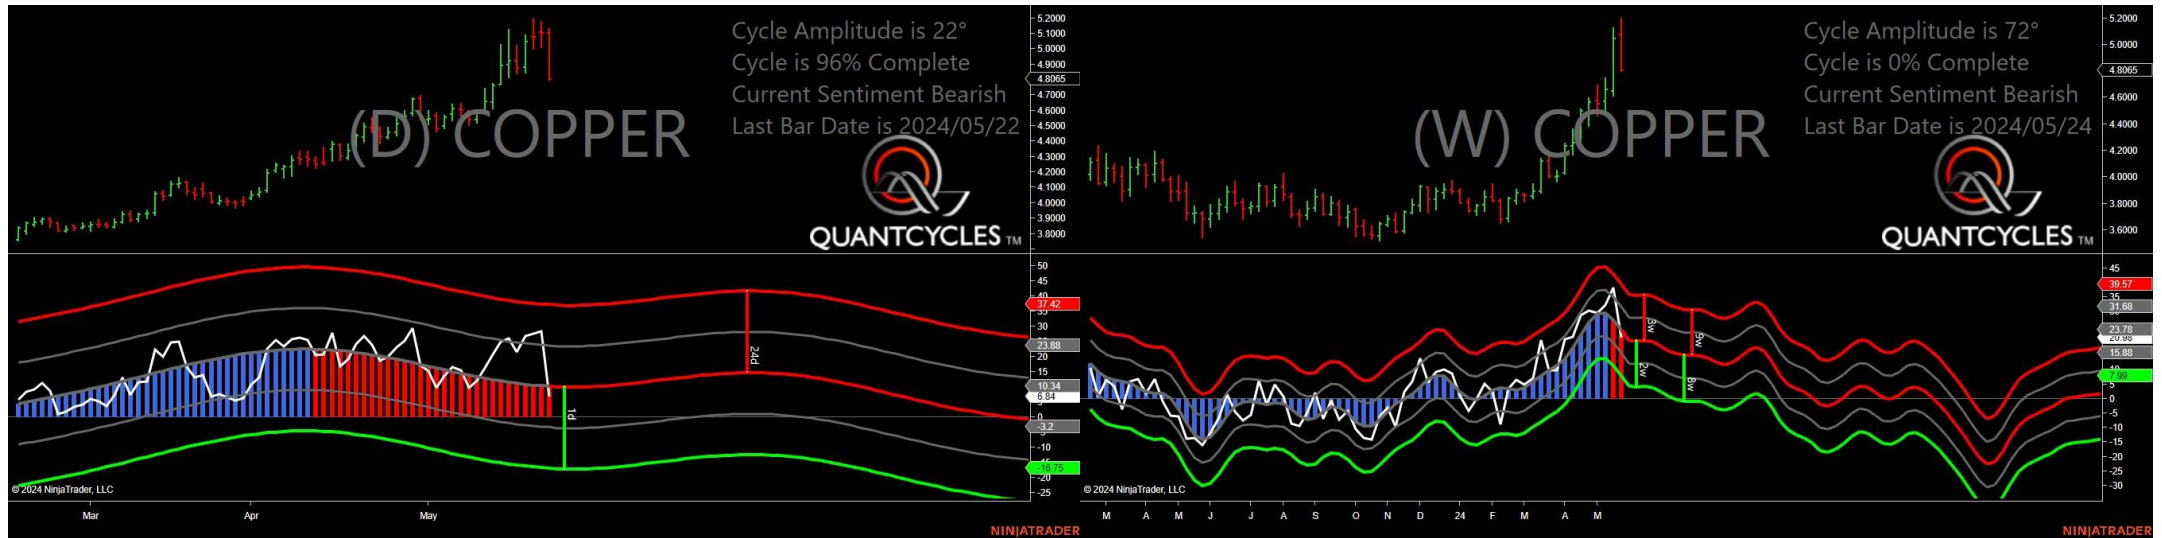 Cycle Amplitude is 22°
Cycle is 96% Complete
Current Sentiment Bearish
Last Bar Date is 2024/05/22
(D) COPPER
QUANTCYCLES TM
5.2000
5.1000
5.0000
4.9000
4.8065
4.7000
4.6000
4.5000
4.4000
4.3000
4.2000
4.1000
4.0000
3.9000
3.8000
50
45
40
37.42
35
30
23.88
20
15
10.34
6.84
0
-3.2
-10
-16.75
-20
-25
24d
1d
© 2024 NinjaTrader, LLC
Mar Apr May
NINJATRADER
Cycle Amplitude is 72°
Cycle is 0% Complete
Current Sentiment Bearish
Last Bar Date is 2024/05/24
(W) COPPER
QUANTCYCLES TM
5.2000
5.0000
4.8065
4.6000
4.4000
4.2000
4.0000
3.8000
3.6000
45
39.57
35
31.68
23.78
20.98
15.88
7.99
5
0
-5
-10
-15
-20
-25
-30
8w
9w
2w
8w
© 2024 NinjaTrader, LLC
M A M J J A S O N D 24 F M A M
NINJATRADER